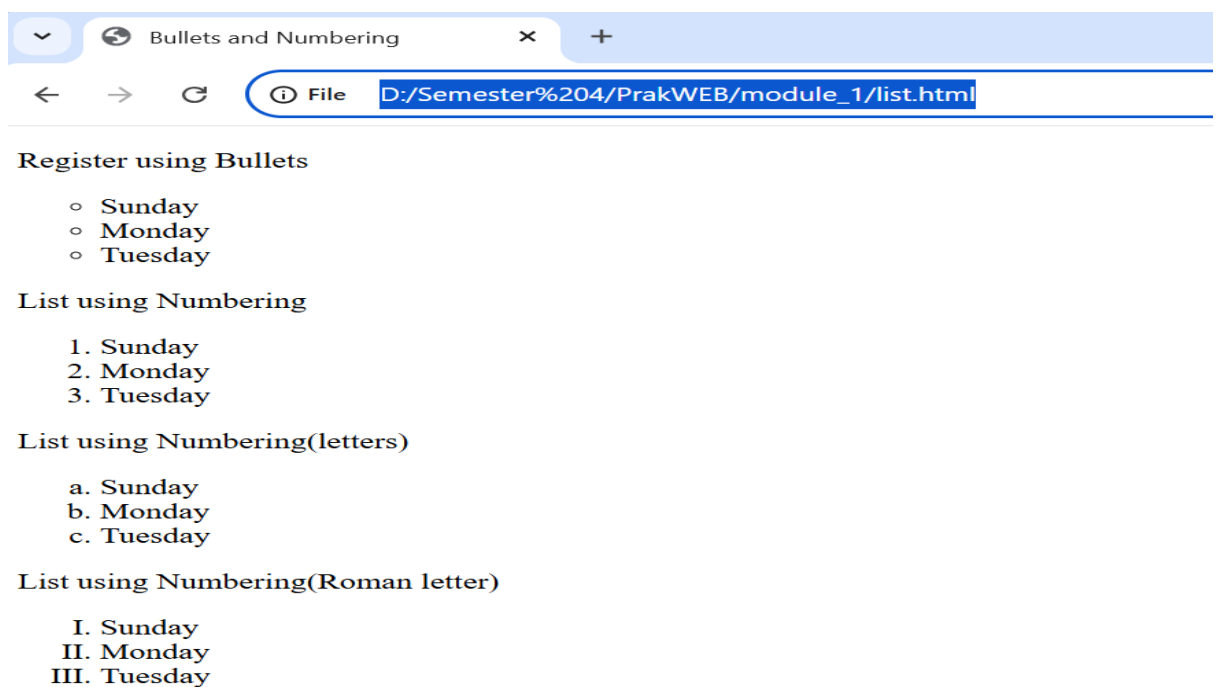 Bullets and Numbering
File D:/Semester%204/PrakWEB/module_1/list.html
Register using Bullets
Sunday
Monday
Tuesday
List using Numbering
1. Sunday
2. Monday
3. Tuesday
List using Numbering(letters)
a. Sunday
b. Monday
c. Tuesday
List using Numbering(Roman letter)
I. Sunday
II. Monday
III. Tuesday